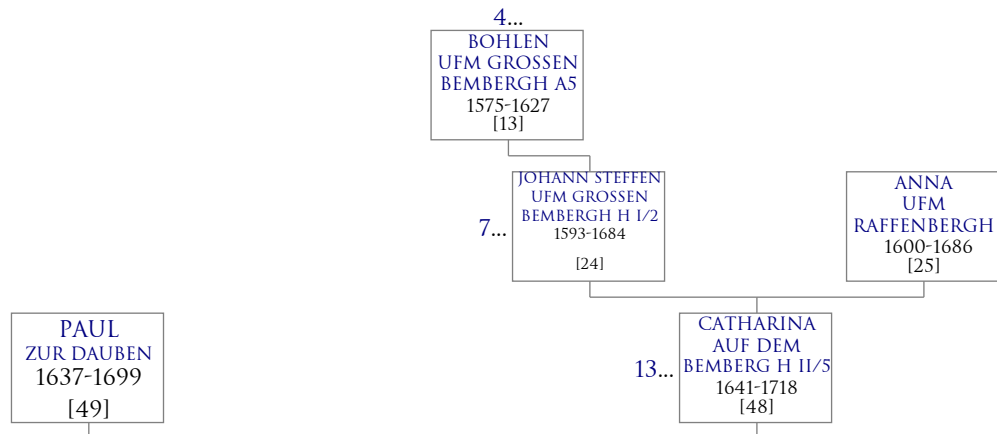 4...
BOHLEN
UFM GROSSEN
BEMBERGH A5
1575-1627
[13]
JOHANN STEFFEN
UFM GROSSEN
BEMBERGH H I/2
1593-1684
7...
[24]
ANNA
UFM
RAFFENBERGH
1600-1686
[25]
PAUL
ZUR DAUBEN
1637-1699
[49]
CATHARINA
AUF DEM
BEMBERG H II/5
13...
1641-1718
[48]